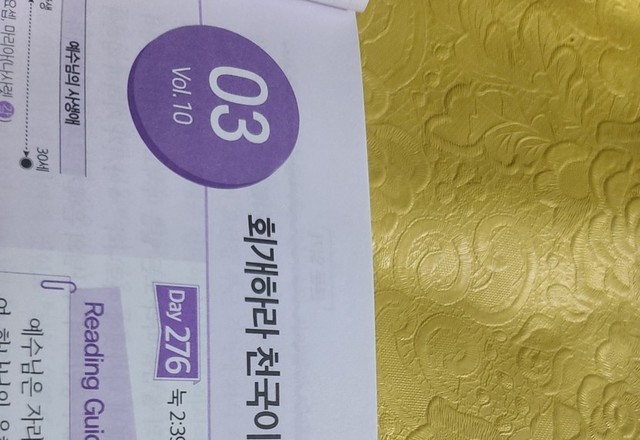 03
Vol.10
회개하라 천국이
Day 276 눅 2:39
Reading Guid
예수님은 자라
예수님의 사생애
30세